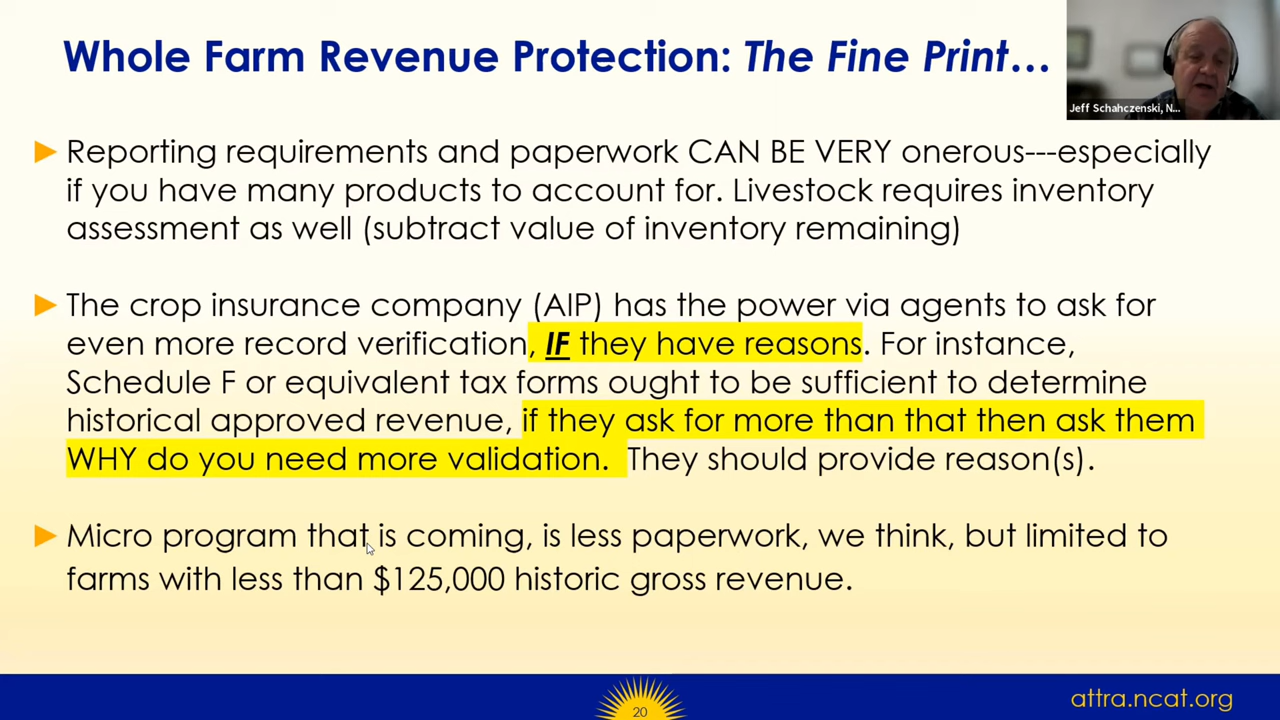 Whole Farm Revenue Protection: The Fine Print...
Jeff Schahczenski, N...
Reporting requirements and paperwork CAN BE VERY onerous---especially
if you have many products to account for. Livestock requires inventory
assessment as well (subtract value of inventory remaining)
The crop insurance company (AIP) has the power via agents to ask for
even more record verification, IF they have reasons. For instance,
Schedule F or equivalent tax forms ought to be sufficient to determine
historical approved revenue, if they ask for more than that then ask them
WHY do you need more validation. They should provide reason(s).
Micro program that is coming, is less paperwork, we think, but limited to
farms with less than $125,000 historic gross revenue.
20
attra.ncat.org